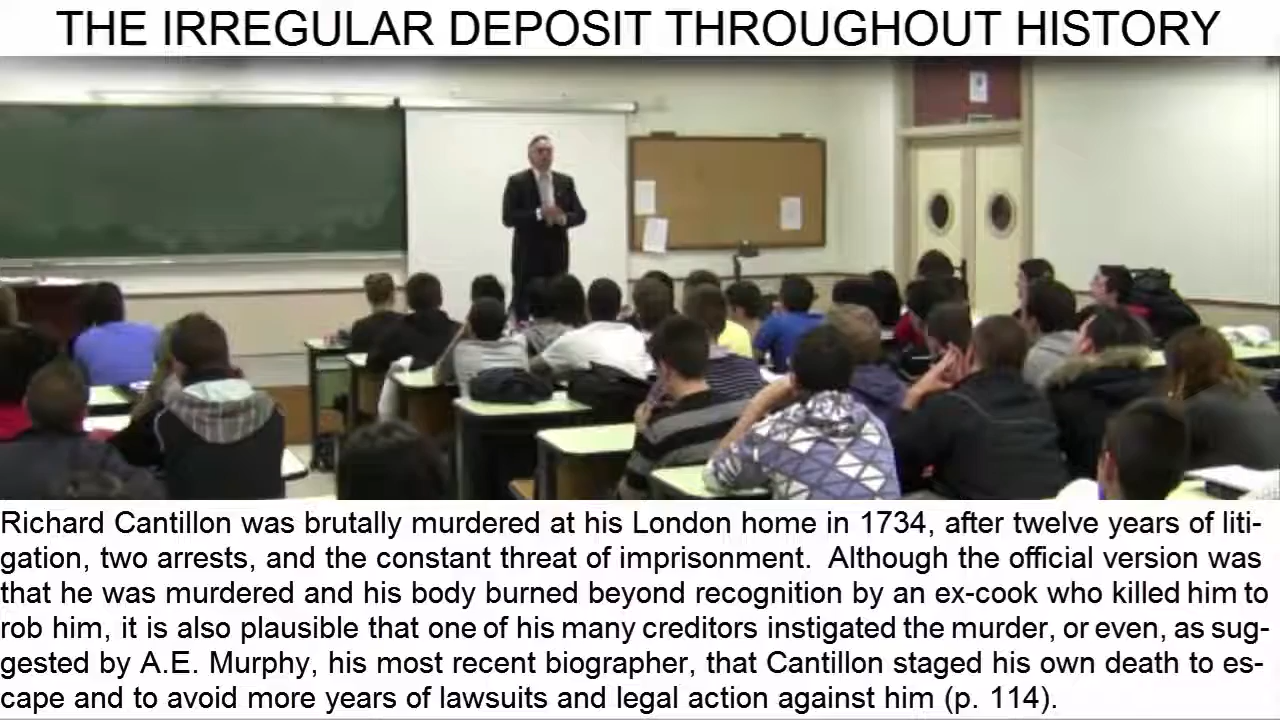 THE IRREGULAR DEPOSIT THROUGHOUT HISTORY
Richard Cantillon was brutally murdered at his London home in 1734, after twelve years of liti-
gation, two arrests, and the constant threat of imprisonment.  Although the official version was
that he was murdered and his body burned beyond recognition by an ex-cook who killed him to
rob him, it is also plausible that one of his many creditors instigated the murder, or even, as sug-
gested by A.E. Murphy, his most recent biographer, that Cantillon staged his own death to es-
cape and to avoid more years of lawsuits and legal action against him (p. 114).